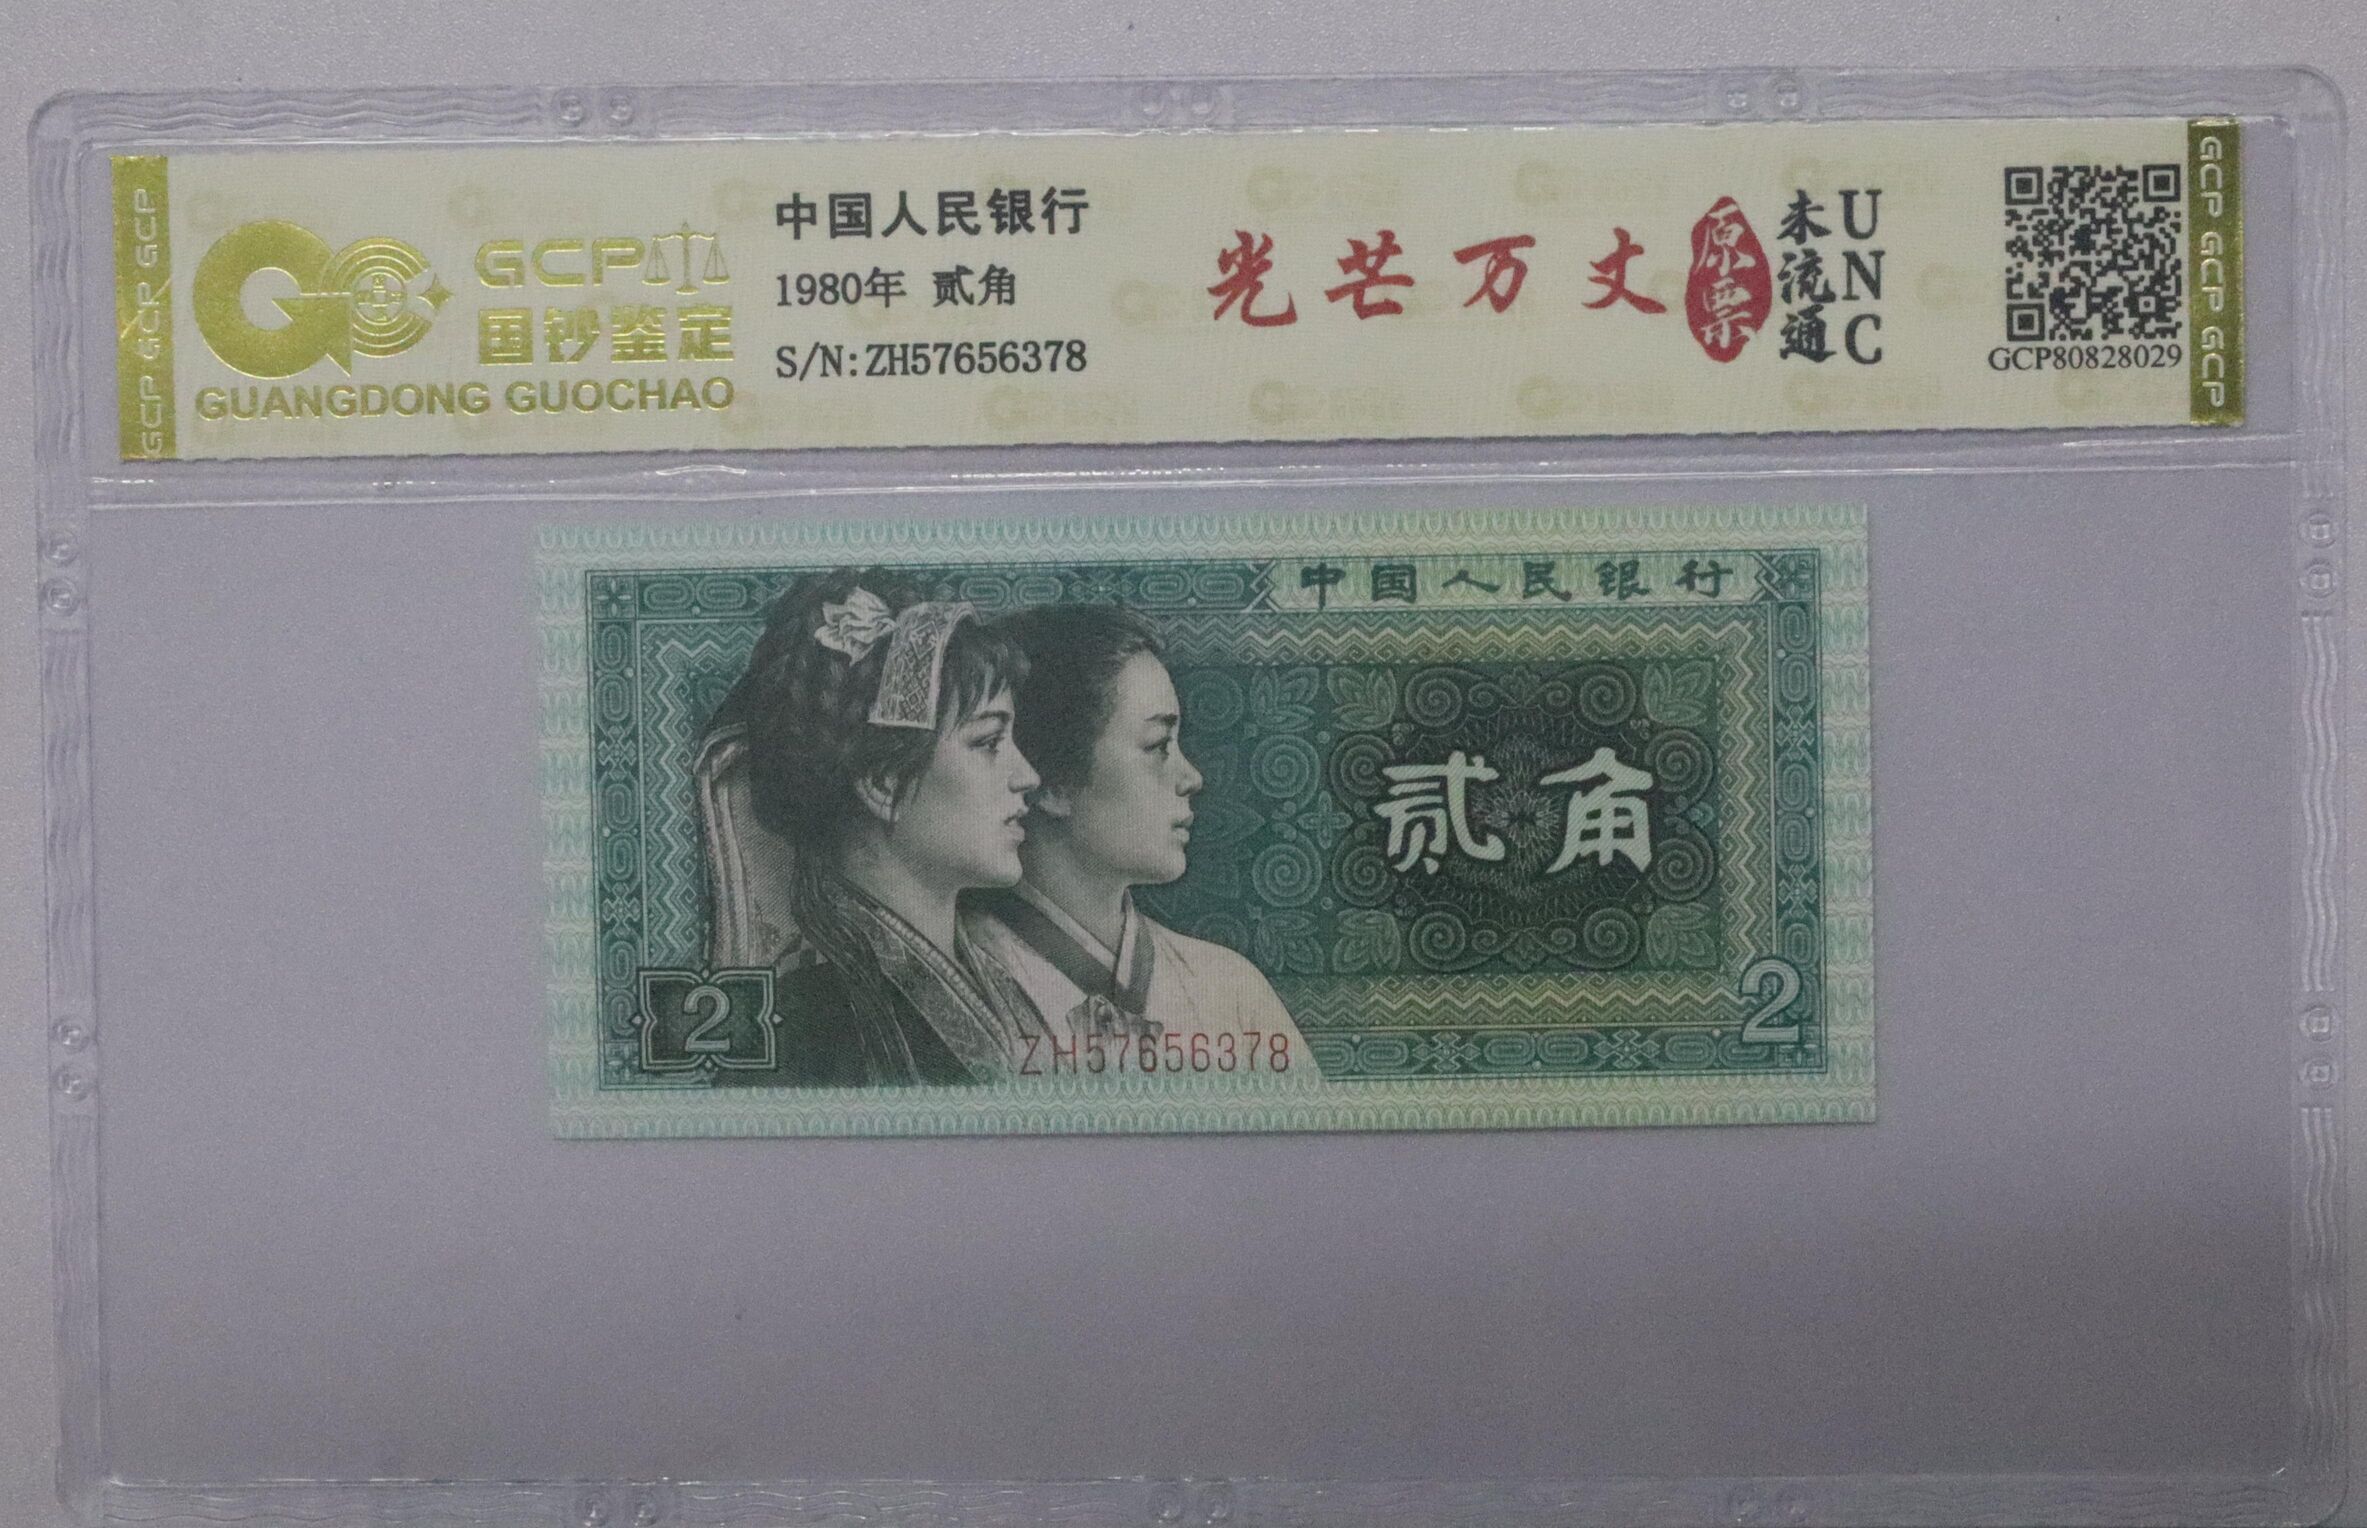 GCP GCP GCP
GCP
国钞鉴定
GUANGDONG GUOCHAO
中国人民银行
1980年 贰角
S/N:ZH57656378
光芒万丈
原票
未流通
UNC
GCP80828029
GCP GCP GCP
中国人民银行
贰角
2
2
ZH57656378